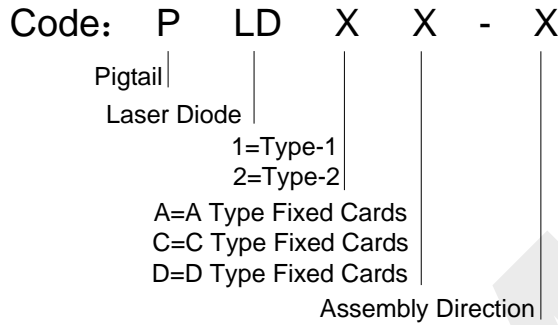 Code： P LD X X - X
Pigtail
Laser Diode
1=Type-1
2=Type-2
A=A Type Fixed Cards
C=C Type Fixed Cards
D=D Type Fixed Cards
Assembly Direction